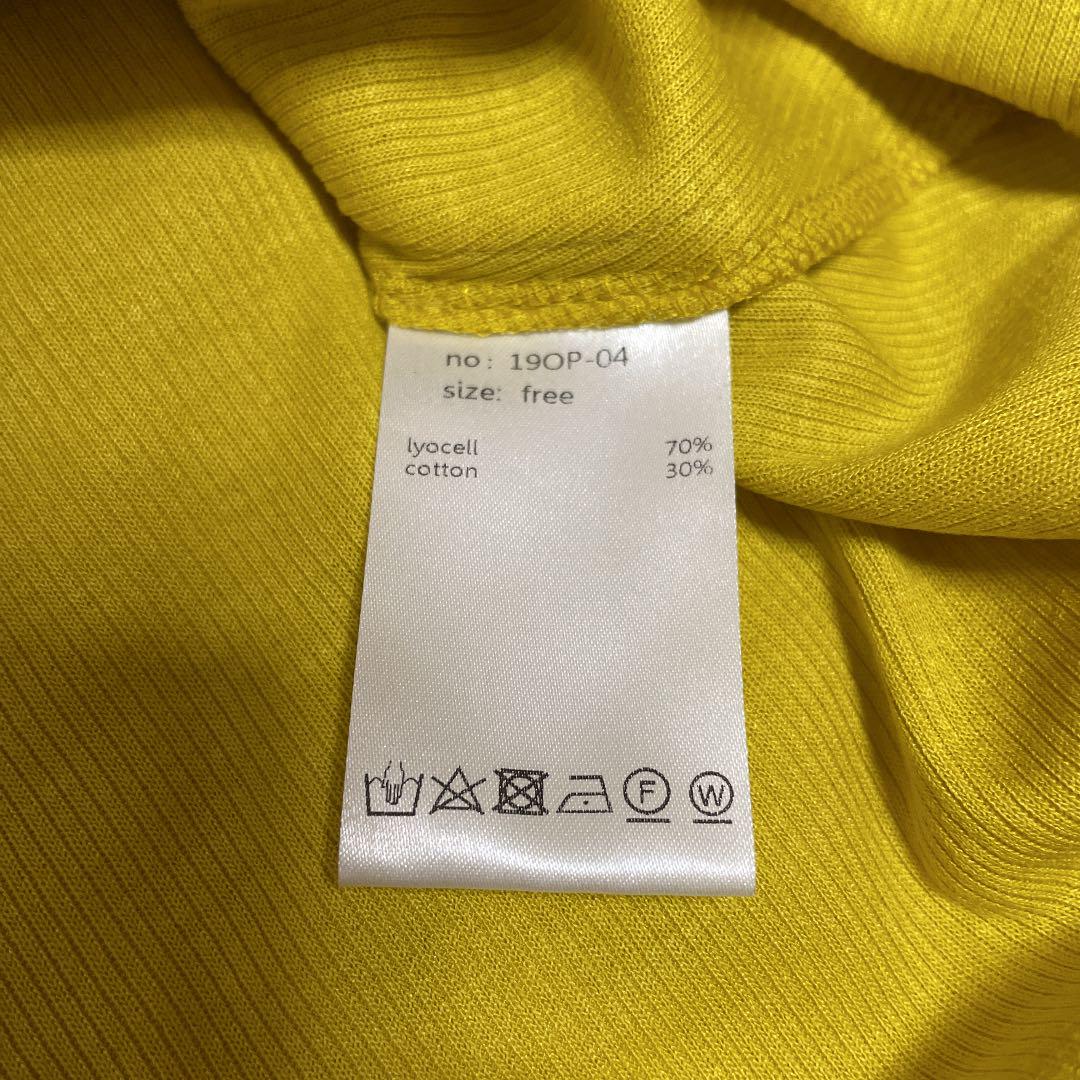 no: 19OP-04
size: free
lyocell 70%
cotton 30%
F W